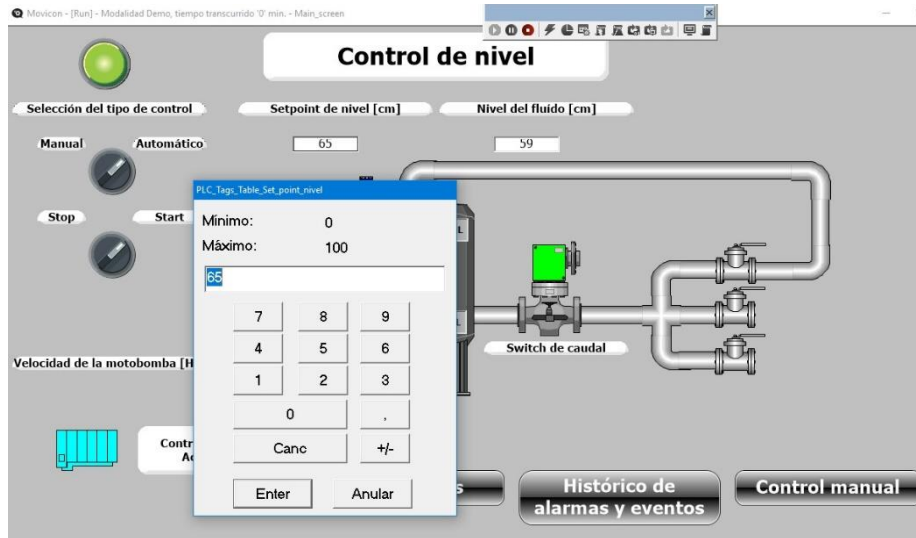 Movicon - [Run] - Modalidad Demo, tiempo transcurrido '0' min. - Main_screen
Control de nivel
Selección del tipo de control
Setpoint de nivel [cm]
Nivel del fluído [cm]
Manual
Automático
65
59
PLC_Tags_Table_Set_point_nivel
Stop
Start
Mínimo:
0
Máximo:
100
65
7
8
9
4
5
6
1
2
3
0
.
Canc
+/-
Enter
Anular
L
L
Switch de caudal
Velocidad de la motobomba [H
Contr
s
Histórico de
alarmas y eventos
Control manual